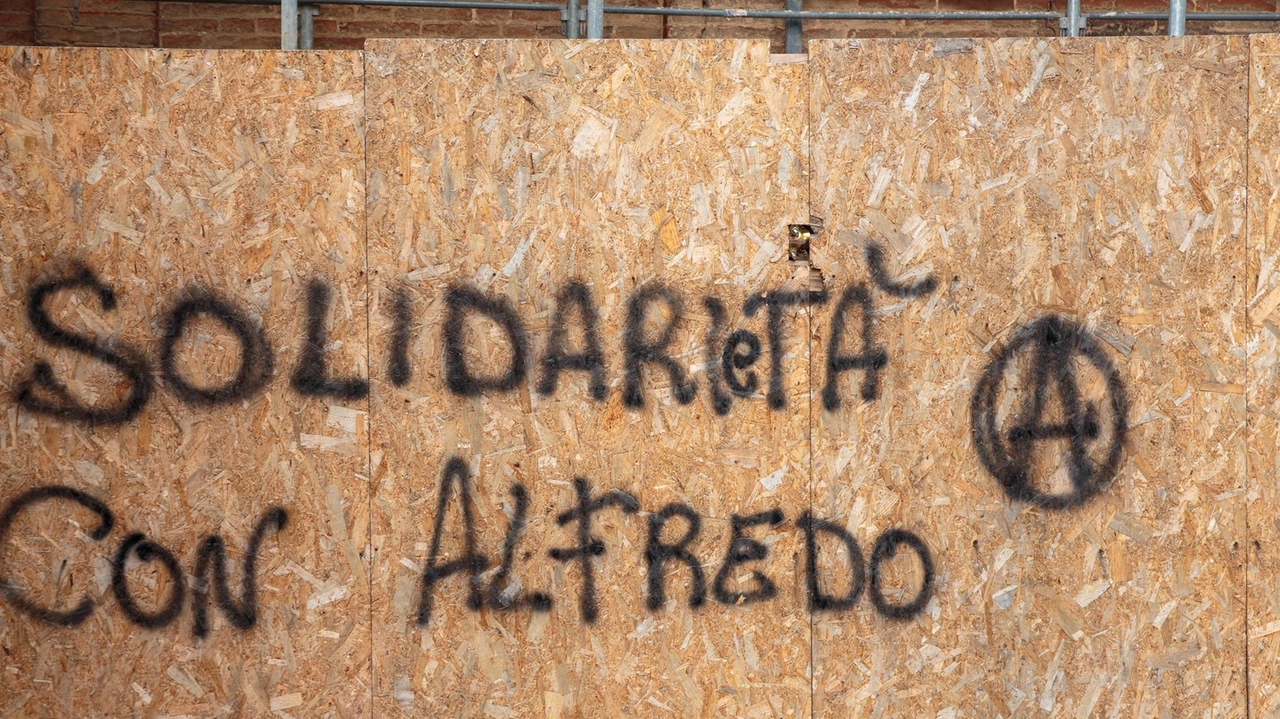 SOLIDARIeTÀ Ⓐ
CON ALFREDO